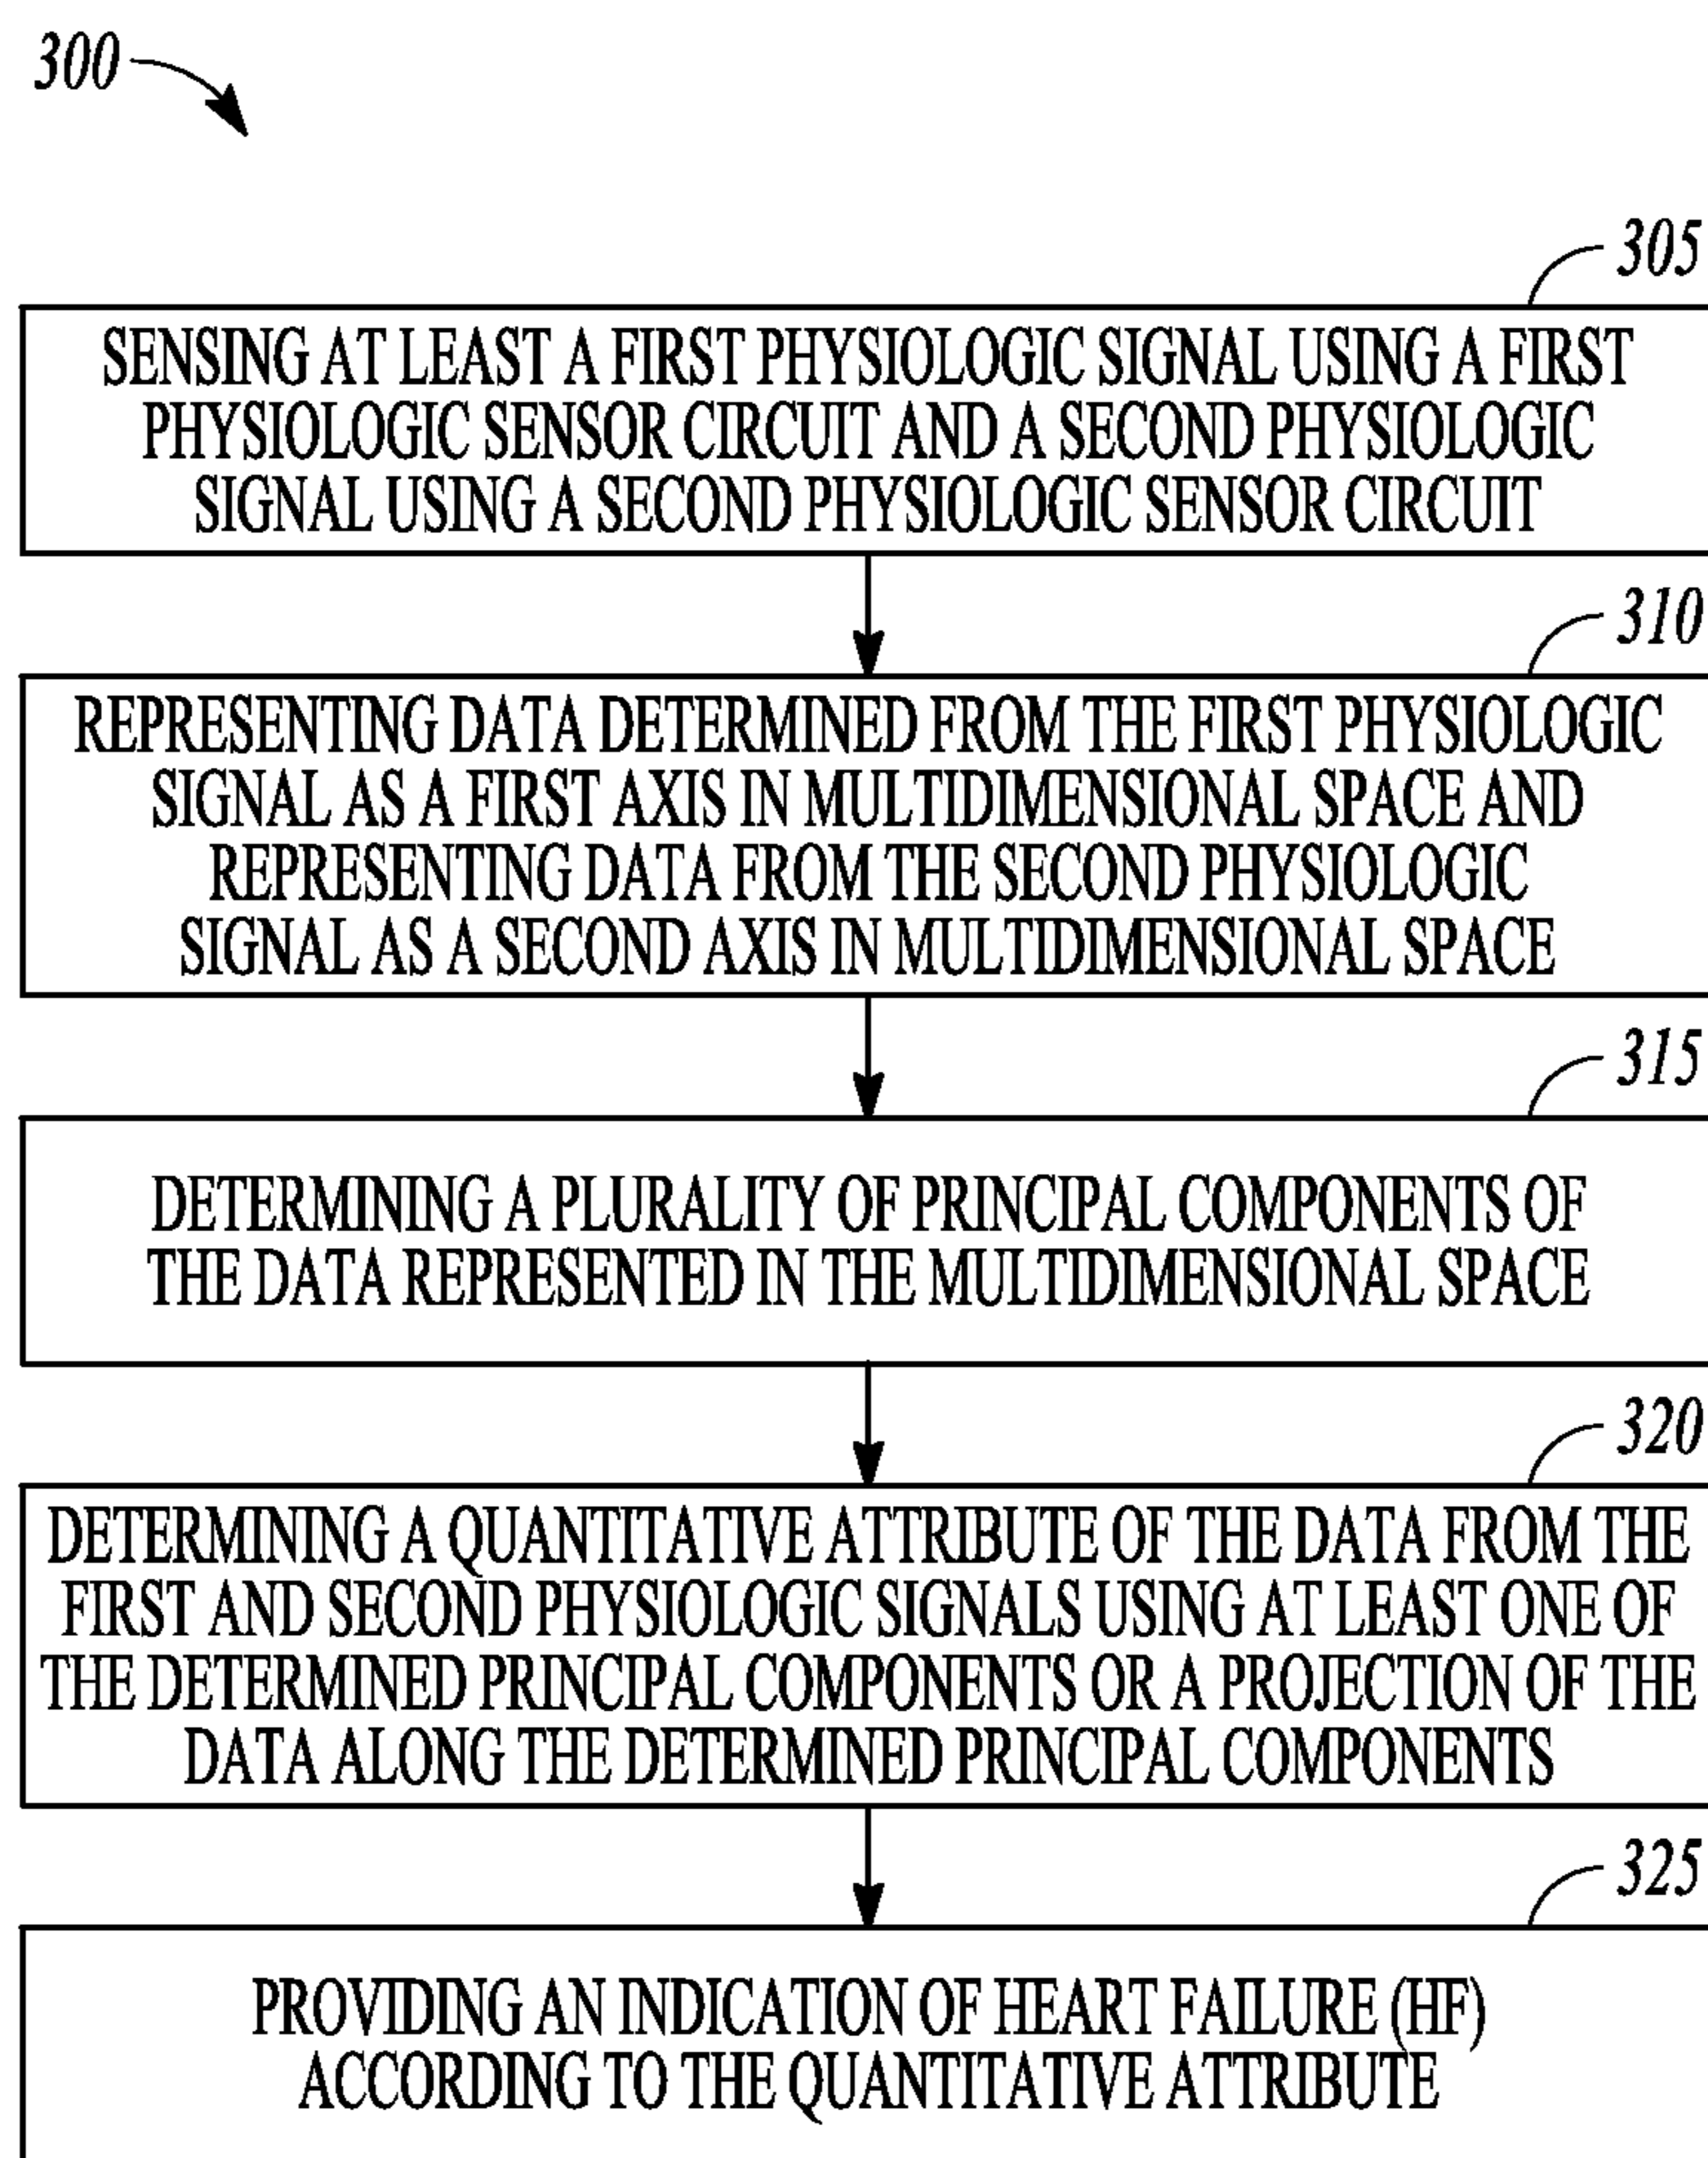 300
305
SENSING AT LEAST A FIRST PHYSIOLOGIC SIGNAL USING A FIRST
PHYSIOLOGIC SENSOR CIRCUIT AND A SECOND PHYSIOLOGIC
SIGNAL USING A SECOND PHYSIOLOGIC SENSOR CIRCUIT
310
REPRESENTING DATA DETERMINED FROM THE FIRST PHYSIOLOGIC
SIGNAL AS A FIRST AXIS IN MULTIDIMENSIONAL SPACE AND
REPRESENTING DATA FROM THE SECOND PHYSIOLOGIC
SIGNAL AS A SECOND AXIS IN MULTIDIMENSIONAL SPACE
315
DETERMINING A PLURALITY OF PRINCIPAL COMPONENTS OF
THE DATA REPRESENTED IN THE MULTIDIMENSIONAL SPACE
320
DETERMINING A QUANTITATIVE ATTRIBUTE OF THE DATA FROM THE
FIRST AND SECOND PHYSIOLOGIC SIGNALS USING AT LEAST ONE OF
THE DETERMINED PRINCIPAL COMPONENTS OR A PROJECTION OF THE
DATA ALONG THE DETERMINED PRINCIPAL COMPONENTS
325
PROVIDING AN INDICATION OF HEART FAILURE (HF)
ACCORDING TO THE QUANTITATIVE ATTRIBUTE